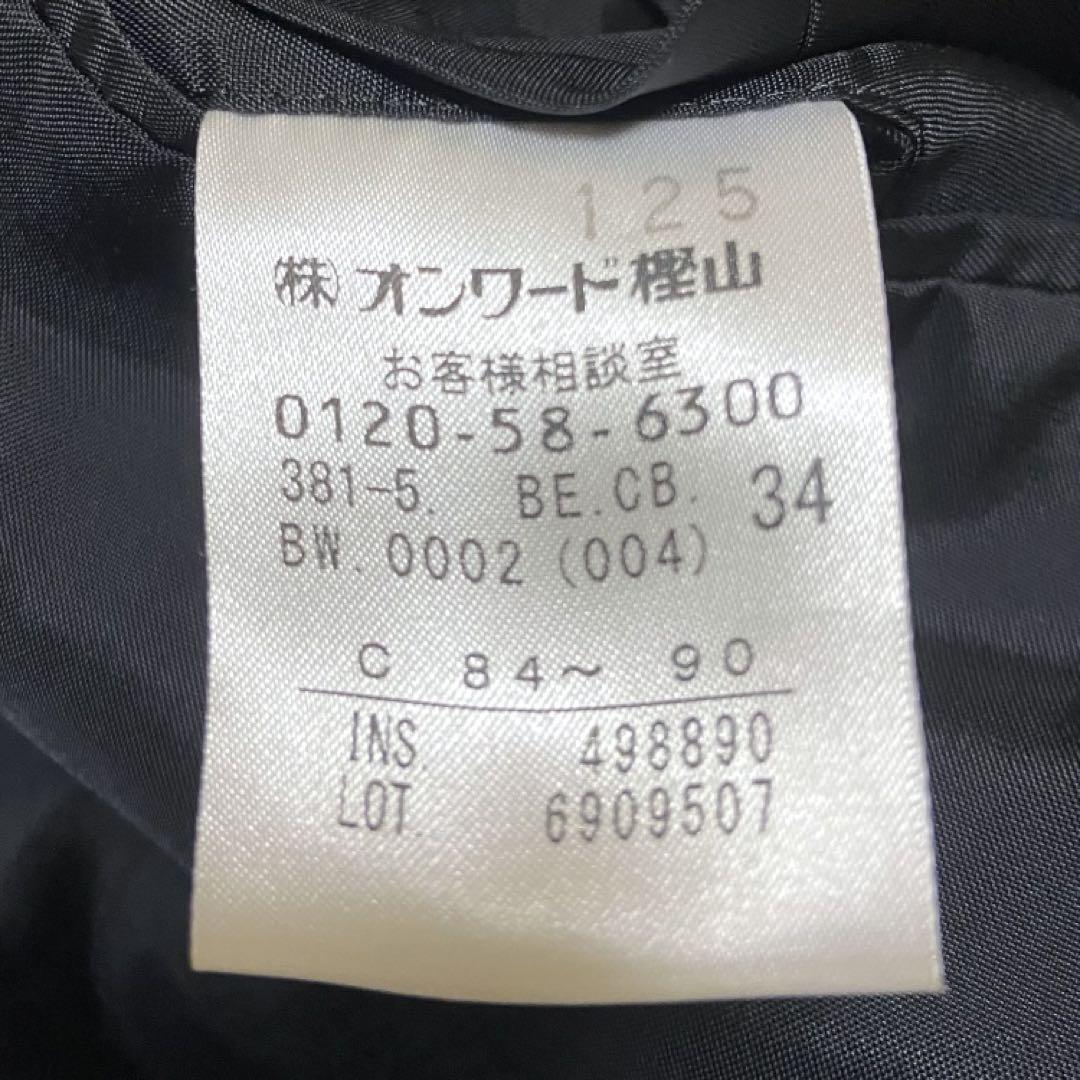 125
㈱オンワード樫山
お客様相談室
0120-58-6300
381-5. BE.CB. 34
BW.0002(004)
C 84～ 90
INS. 498890
LOT. 6909507